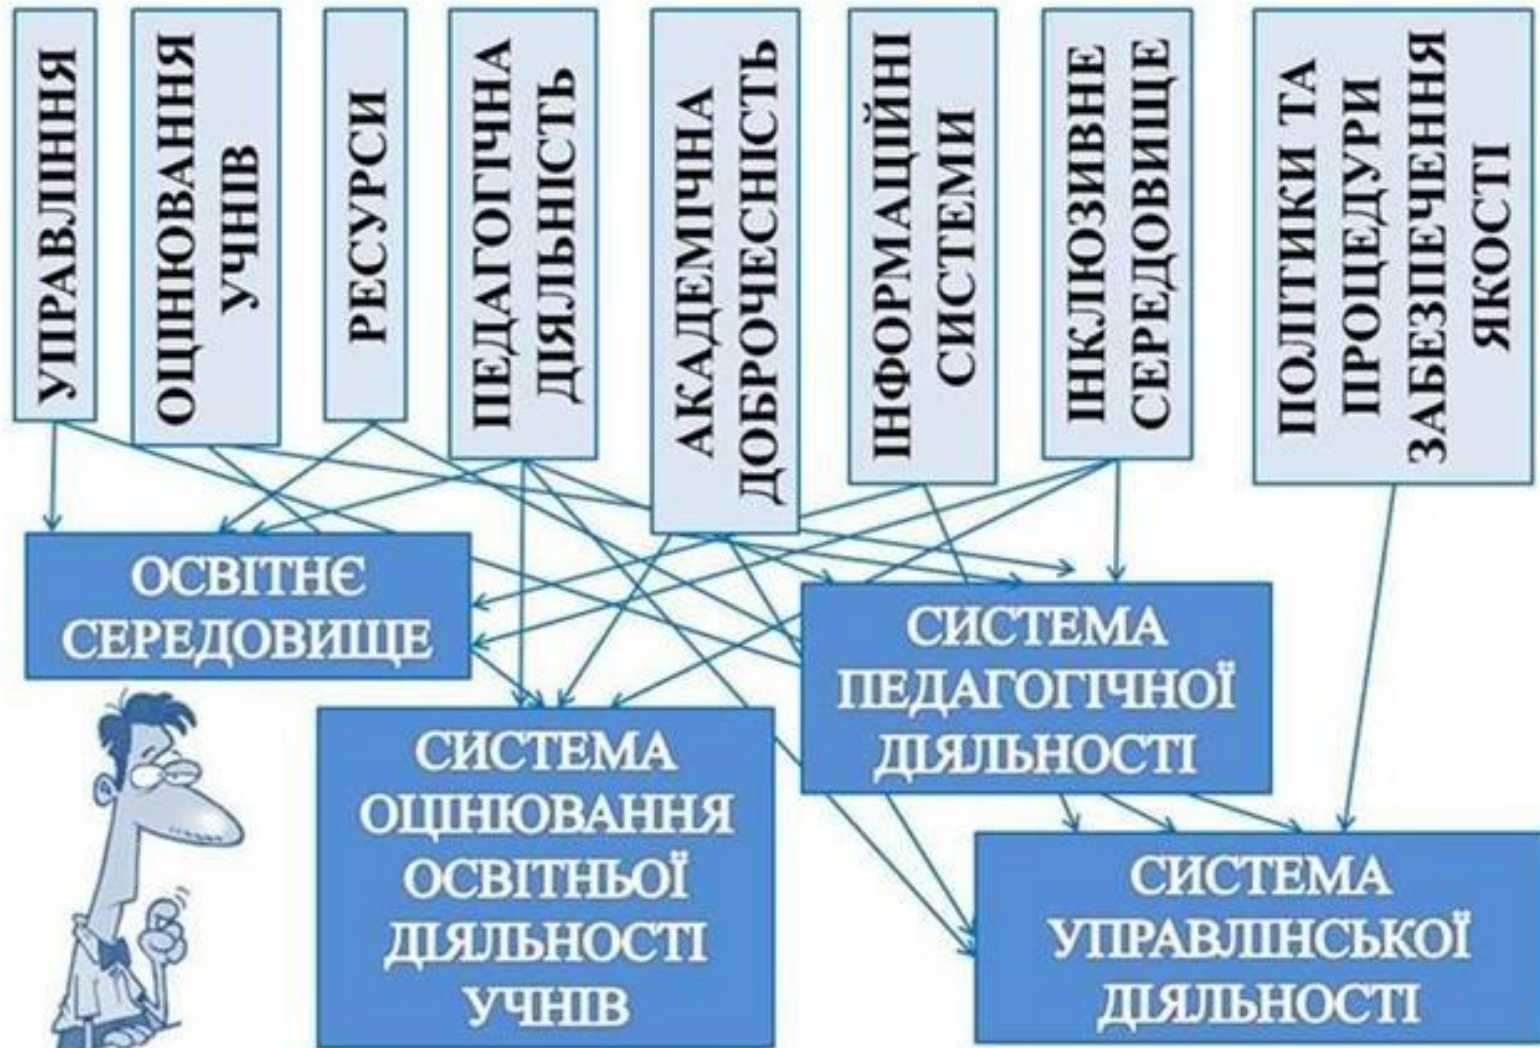 УПРАВЛІННЯ
ОЦІНЮВАННЯ
УЧНІВ
РЕСУРСИ
ПЕДАГОГІЧНА
ДІЯЛЬНІСТЬ
АКАДЕМІЧНА
ДОБРОЧЕСНІСТЬ
ІНФОРМАЦІЙНІ
СИСТЕМИ
ІНКЛЮЗИВНЕ
СЕРЕДОВИЩЕ
ПОЛІТИКИ ТА
ПРОЦЕДУРИ
ЗАБЕЗПЕЧЕННЯ
ЯКОСТІ
ОСВІТНЄ
СЕРЕДОВИЩЕ
СИСТЕМА
ПЕДАГОГІЧНОЇ
ДІЯЛЬНОСТІ
СИСТЕМА
ОЦІНЮВАННЯ
ОСВІТНЬОЇ
ДІЯЛЬНОСТІ
УЧНІВ
СИСТЕМА
УПРАВЛІНСЬКОЇ
ДІЯЛЬНОСТІ